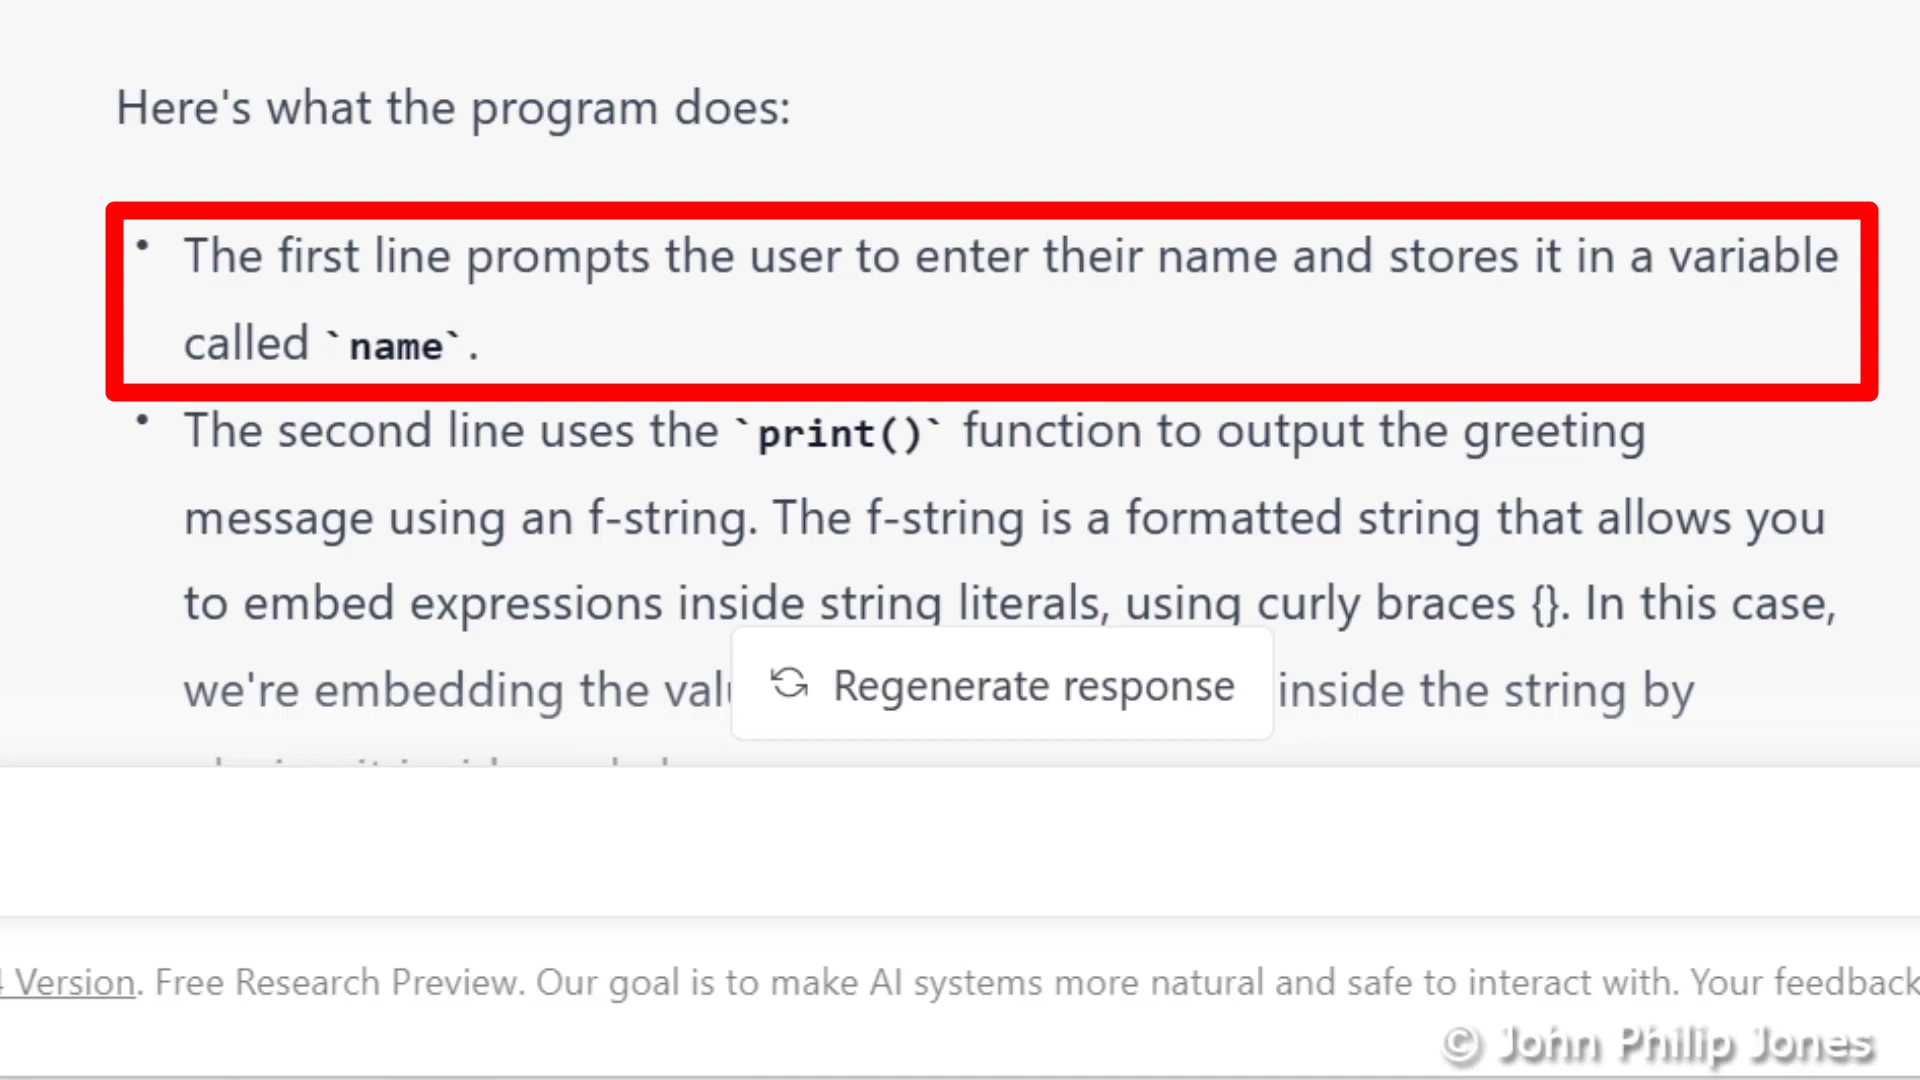 Here's what the program does:
• The first line prompts the user to enter their name and stores it in a variable
called `name`.
• The second line uses the `print()` function to output the greeting
message using an f-string. The f-string is a formatted string that allows you
to embed expressions inside string literals, using curly braces {}. In this case,
we're embedding the Regenerate response inside the string by
Version. Free Research Preview. Our goal is to make AI systems more natural and safe to interact with. Your feedback
© John Philip Jones